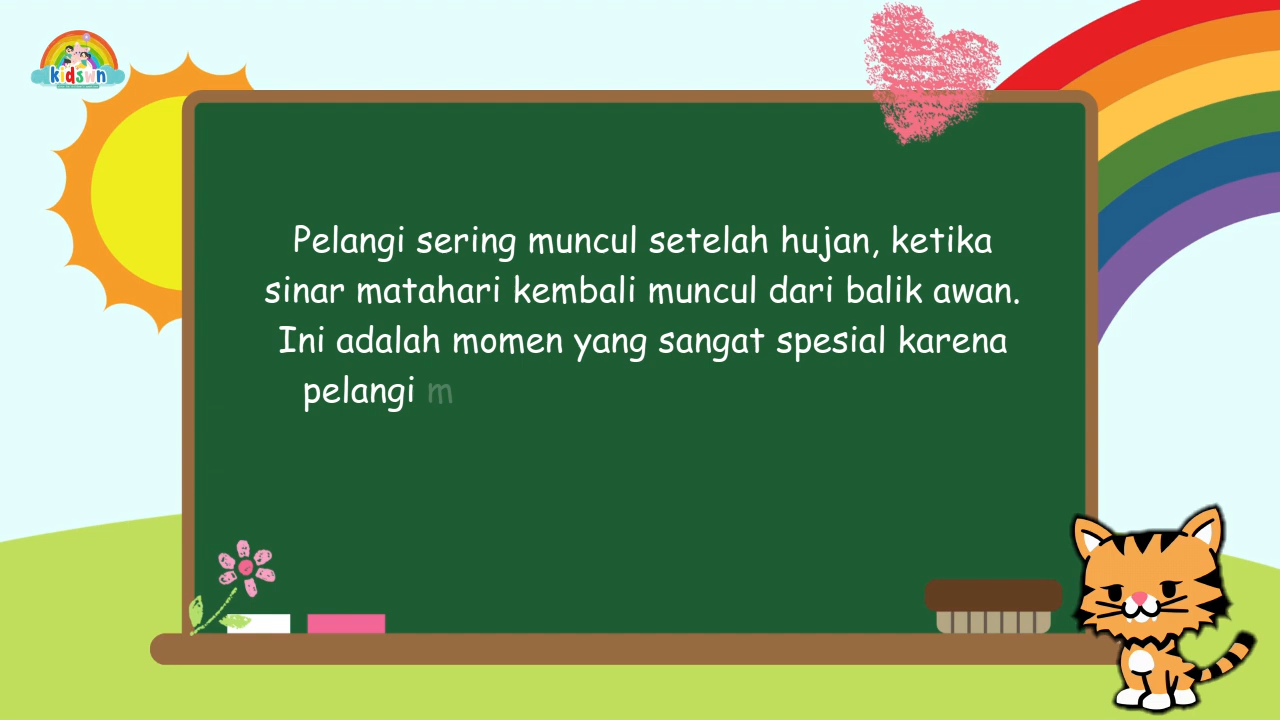 kidswn
Pelangi sering muncul setelah hujan, ketika
sinar matahari kembali muncul dari balik awan.
Ini adalah momen yang sangat spesial karena
pelangi m